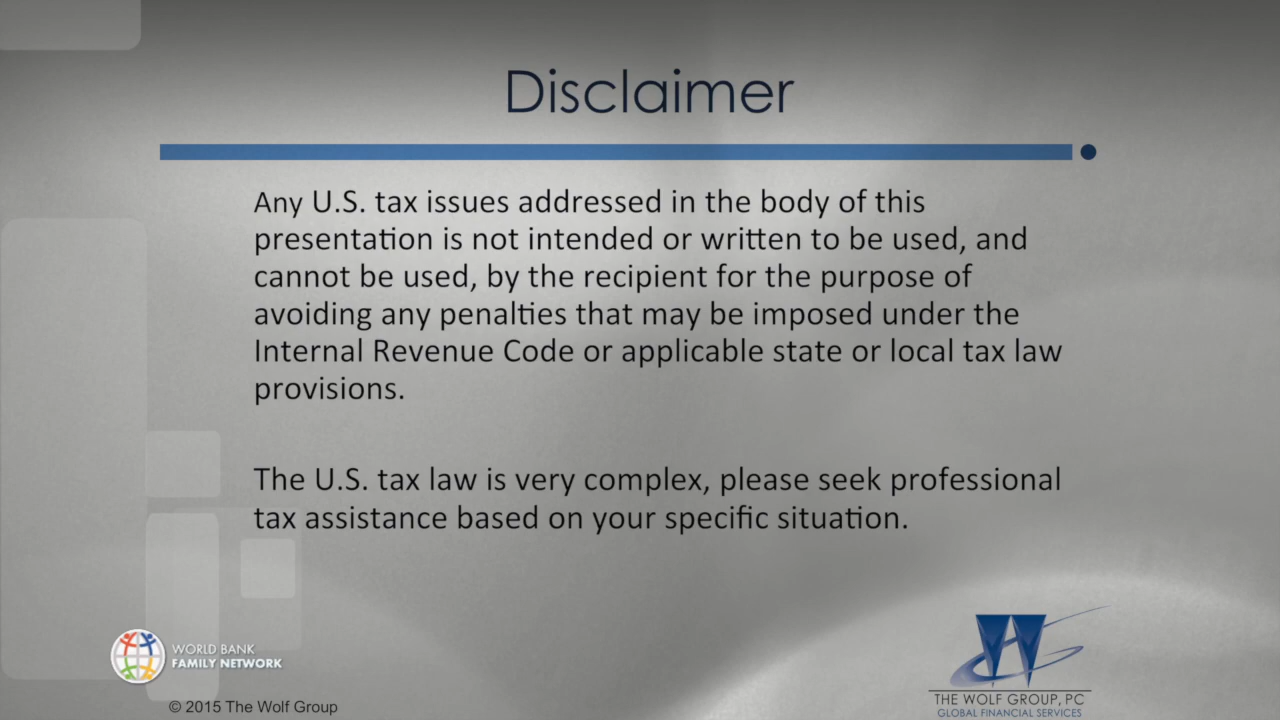 Disclaimer
Any U.S. tax issues addressed in the body of this
presentation is not intended or written to be used, and
cannot be used, by the recipient for the purpose of
avoiding any penalties that may be imposed under the
Internal Revenue Code or applicable state or local tax law
provisions.
The U.S. tax law is very complex, please seek professional
tax assistance based on your specific situation.
WORLD BANK
FAMILY NETWORK
© 2015 The Wolf Group
W
THE WOLF GROUP, PC
GLOBAL FINANCIAL SERVICES